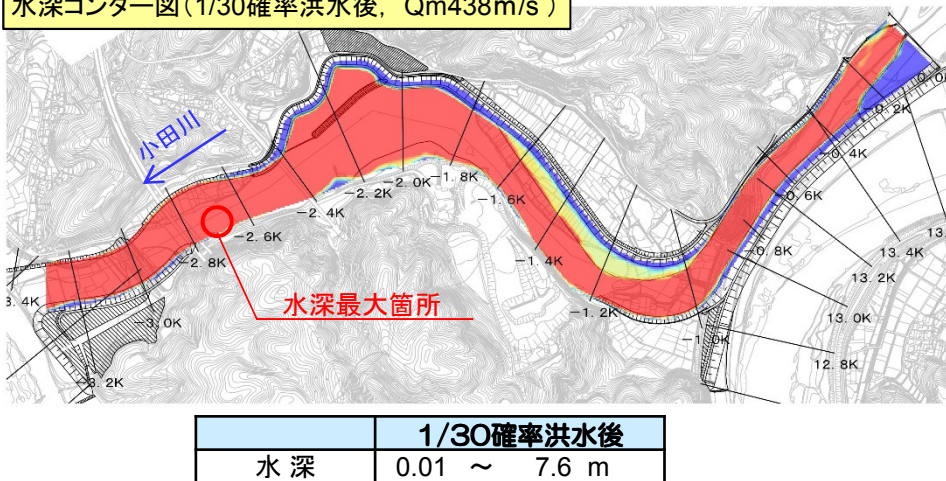 水深コンター図（1/30確率洪水後, Qm438m/s ）
小田川
0.0
-0.2K
-0.4K
-0.6K
-0.8K
-1.0K
-1.2K
-1.4K
-1.6K
-1.8K
-2.0K
-2.2K
-2.4K
-2.6K
-2.8K
-3.0K
-3.2K
3.4K
13.
13.4K
13.2K
13.0K
12.8K
水深最大箇所
1/30確率洪水後
水 深 0.01 ～ 7.6 m